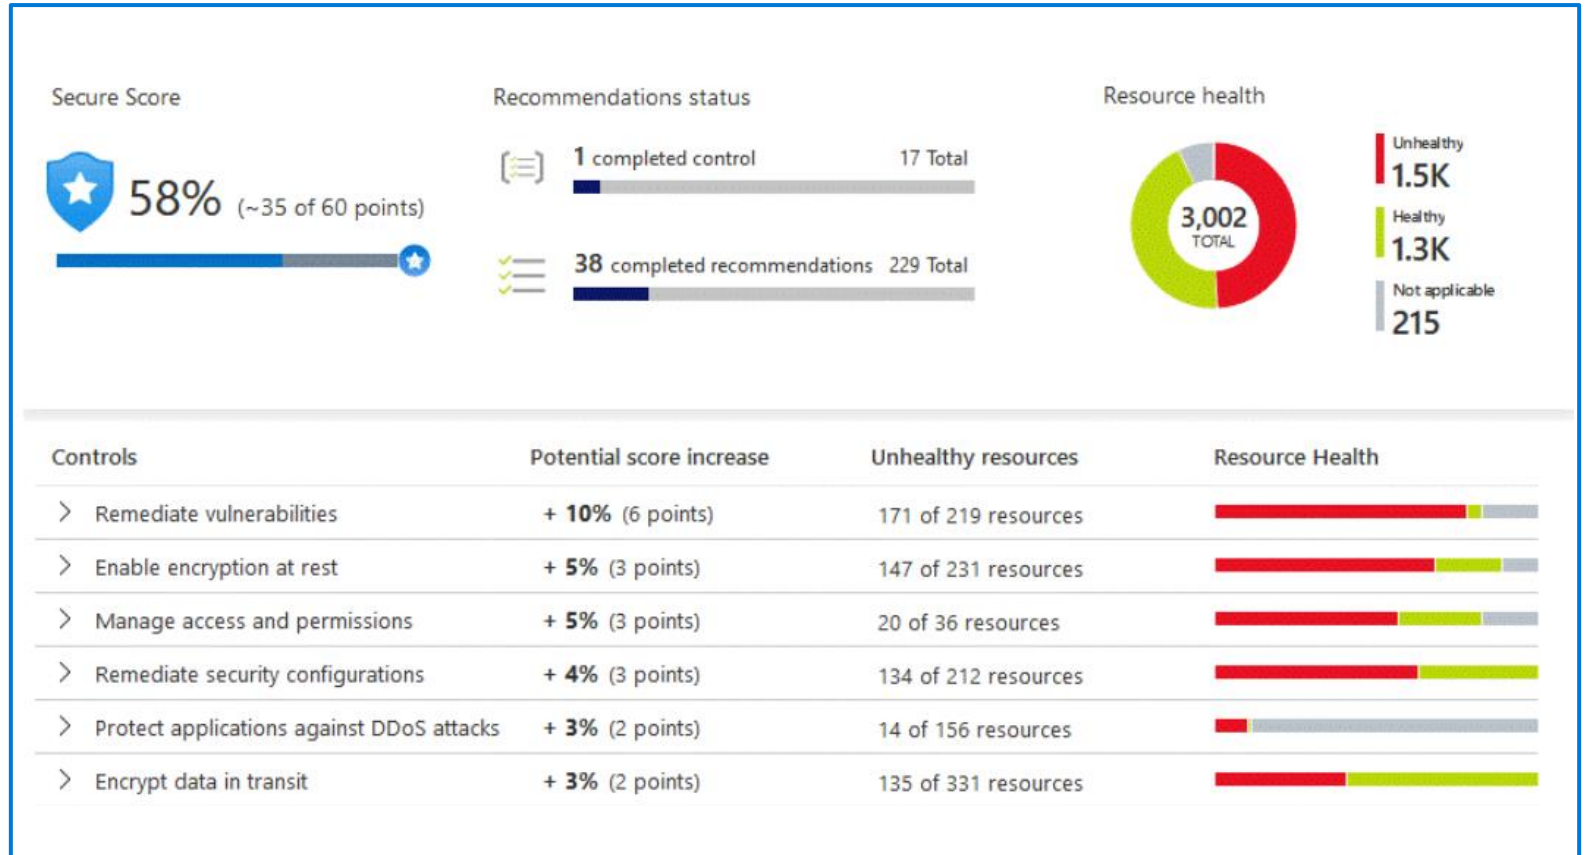 Secure Score
58% (~35 of 60 points)
Recommendations status
1 completed control 17 Total
38 completed recommendations 229 Total
Resource health
3,002
TOTAL
Unhealthy
1.5K
Healthy
1.3K
Not applicable
215
Controls Potential score increase Unhealthy resources Resource Health
Remediate vulnerabilities + 10% (6 points) 171 of 219 resources
Enable encryption at rest + 5% (3 points) 147 of 231 resources
Manage access and permissions + 5% (3 points) 20 of 36 resources
Remediate security configurations + 4% (3 points) 134 of 212 resources
Protect applications against DDoS attacks + 3% (2 points) 14 of 156 resources
Encrypt data in transit + 3% (2 points) 135 of 331 resources